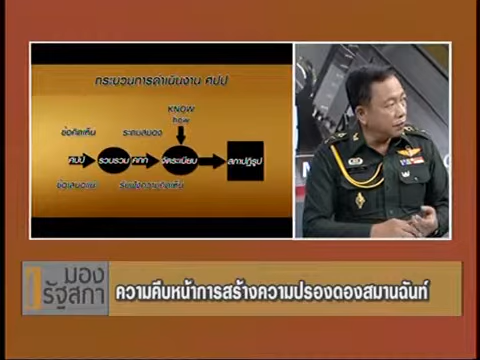 กระบวนการดำเนินงาน ศปป
KNOW
how
ข้อคิดเห็น
ระดมสมอง
ศปป
รวบรวม
คกก
จัดระเบียบ
สภาปฏิรูป
ข้อเสนอแนะ
รับฟังความคิดเห็น
มอง
รัฐสภา
ความคืบหน้าการสร้างความปรองดองสมานฉันท์